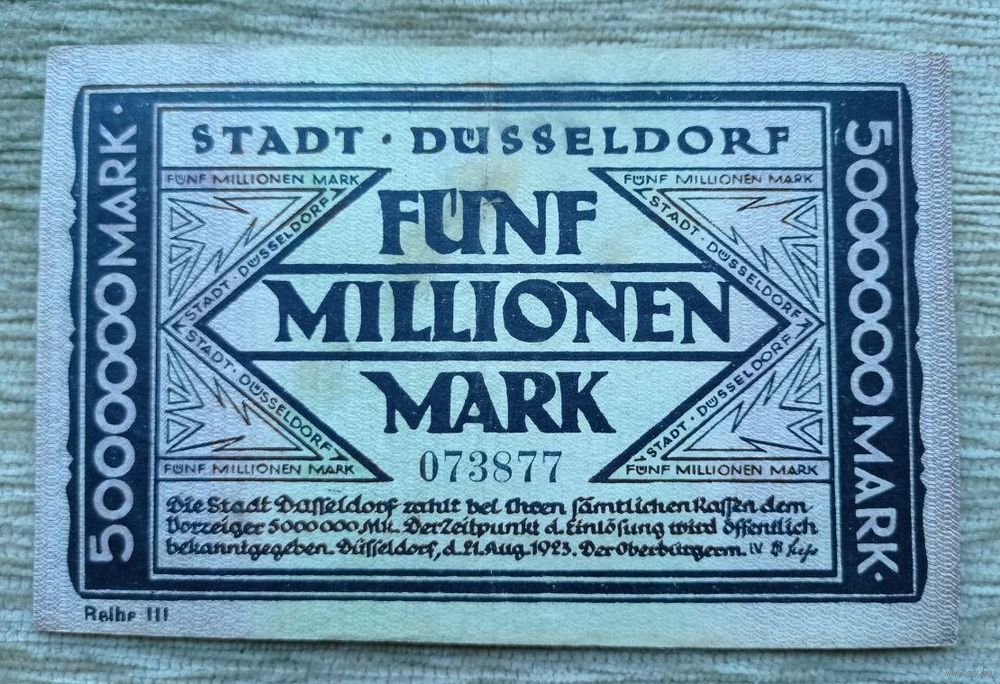 STADT · DÜSSELDORF
5000000 MARK ·
FÜNF MILLIONEN MARK
FÜNF MILLIONEN MARK
5000000 MARK ·
STADT · DÜSSELDORF
STADT · DÜSSELDORF
FÜNF
MILLIONEN
MARK
STADT · DÜSSELDORF
STADT · DÜSSELDORF
073877
FÜNF MILLIONEN MARK
FÜNF MILLIONEN MARK
Die Stadt Düsseldorf zahlt bei ihren sämtlichen Kassen dem
Vorzeiger 5000000 Mk. Der Zeitpunkt d. Einlösung wird öffentlich
bekanntgegeben. Düsseldorf, d. 21. Aug. 1923. Der Oberbürgerm.
Reihe III